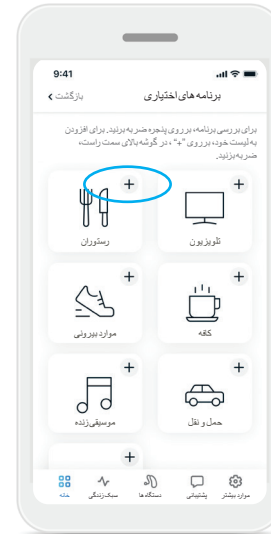 9:41
برنامه های اختیاری
بازگشت
برای بررسی برنامه، بر روی پنجره ضربه بزنید. برای افزودن
به لیست خود، بر روی "+" ، در گوشه بالای سمت راست،
ضربه بزنید.
+ +
تلویزیون رستوران
+ +
کافه موارد بیرونی
+ +
حمل و نقل موسیقی زنده
+
موارد بیشتر پشتیبانی دستگاه ها سبک زندگی خانه